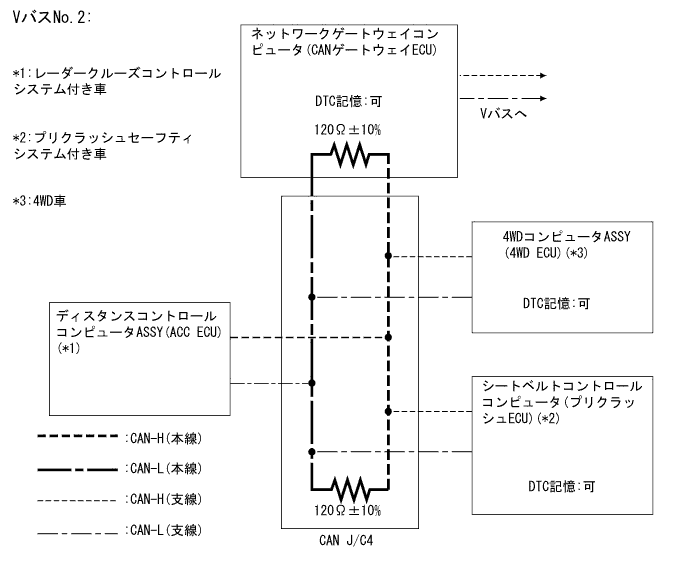 VバスNo.2:
*1:レーダークルーズコントロール
システム付き車
*2:プリクラッシュセーフティ
システム付き車
*3:4WD車
ネットワークゲートウェイコン
ピュータ(CANゲートウェイECU)
DTC記憶:可
120Ω±10%
Vバスへ
4WDコンピュータASSY
(4WD ECU)(*3)
DTC記憶:可
ディスタンスコントロール
コンピュータASSY(ACC ECU)
(*1)
シートベルトコントロール
コンピュータ(プリクラッ
シュECU)(*2)
DTC記憶:可
:CAN-H(本線)
:CAN-L(本線)
:CAN-H(支線)
:CAN-L(支線)
120Ω±10%
CAN J/C4